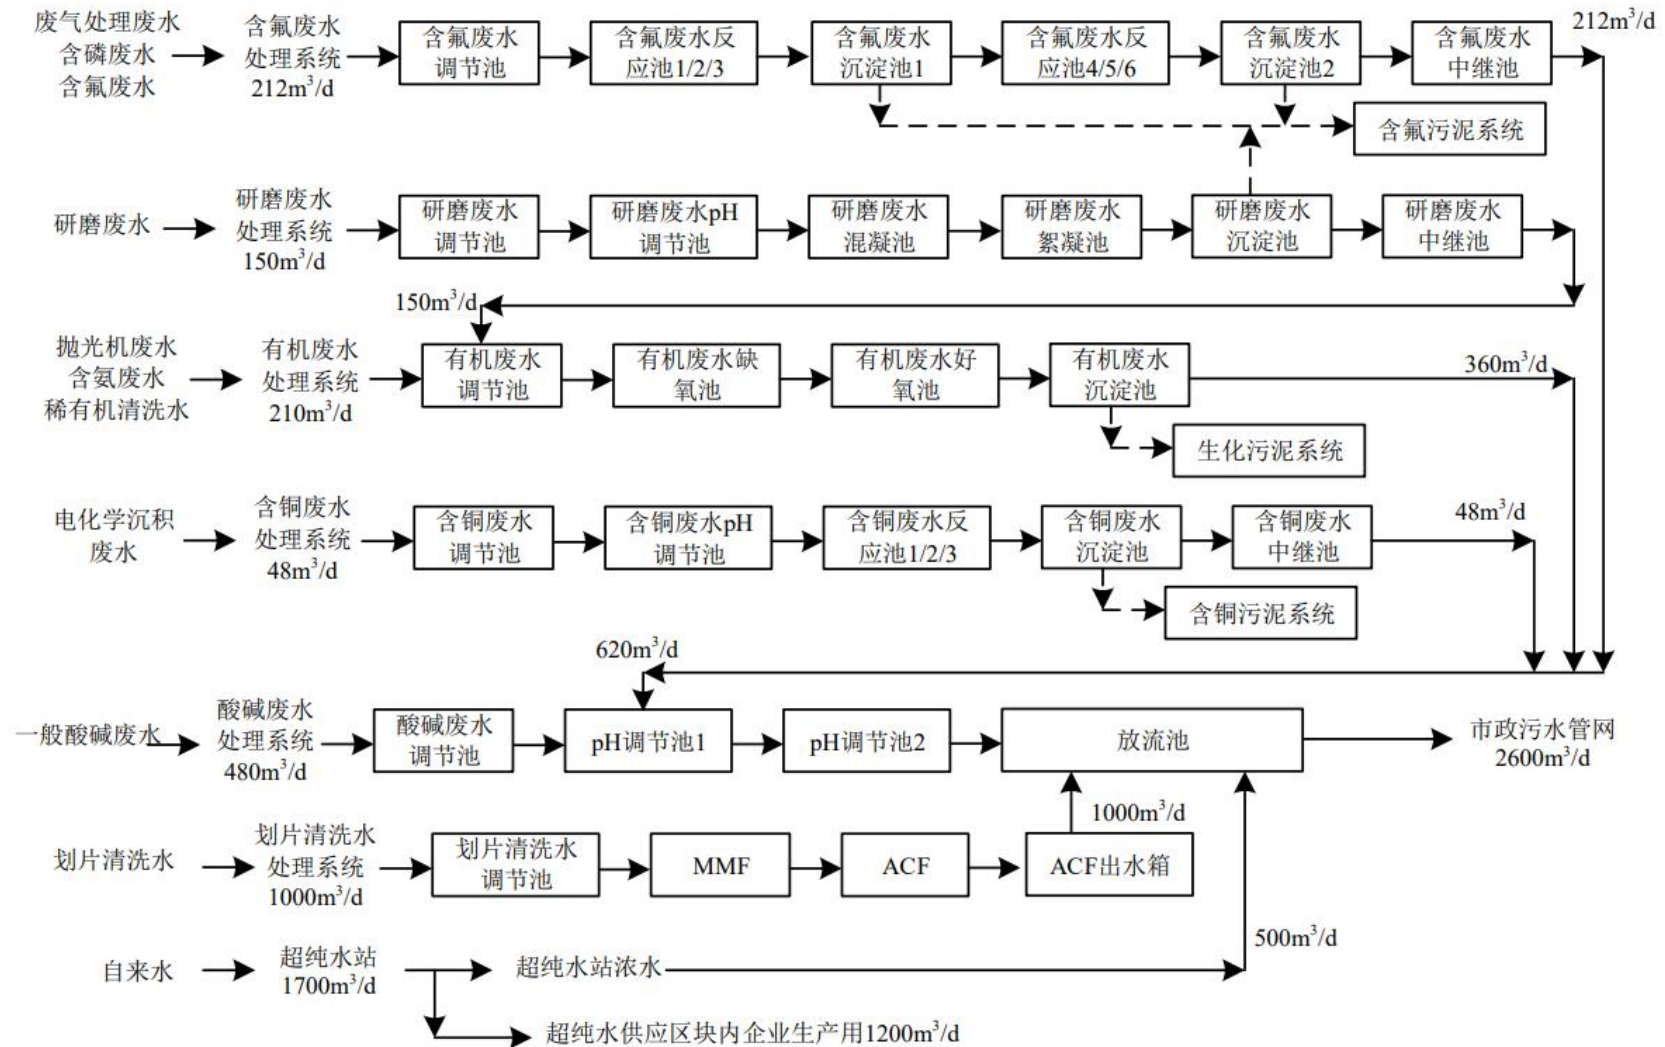 废气处理废水
含磷废水
含氟废水
含氟废水
处理系统
212m³/d
含氟废水
调节池
含氟废水反
应池1/2/3
含氟废水
沉淀池1
含氟废水反
应池4/5/6
含氟废水
沉淀池2
含氟废水
中继池
212m³/d
含氟污泥系统
研磨废水
研磨废水
处理系统
150m³/d
研磨废水
调节池
研磨废水pH
调节池
研磨废水
混凝池
研磨废水
絮凝池
研磨废水
沉淀池
研磨废水
中继池
150m³/d
抛光机废水
含氨废水
稀有机清洗水
有机废水
处理系统
210m³/d
有机废水
调节池
有机废水缺
氧池
有机废水好
氧池
有机废水
沉淀池
360m³/d
生化污泥系统
电化学沉积
废水
含铜废水
处理系统
48m³/d
含铜废水
调节池
含铜废水pH
调节池
含铜废水反
应池1/2/3
含铜废水
沉淀池
含铜废水
中继池
48m³/d
含铜污泥系统
620m³/d
一般酸碱废水
酸碱废水
处理系统
480m³/d
酸碱废水
调节池
pH调节池1
pH调节池2
放流池
市政污水管网
2600m³/d
划片清洗水
划片清洗水
处理系统
1000m³/d
划片清洗水
调节池
MMF
ACF
ACF出水箱
1000m³/d
自来水
超纯水站
1700m³/d
超纯水站浓水
500m³/d
超纯水供应区块内企业生产用1200m³/d